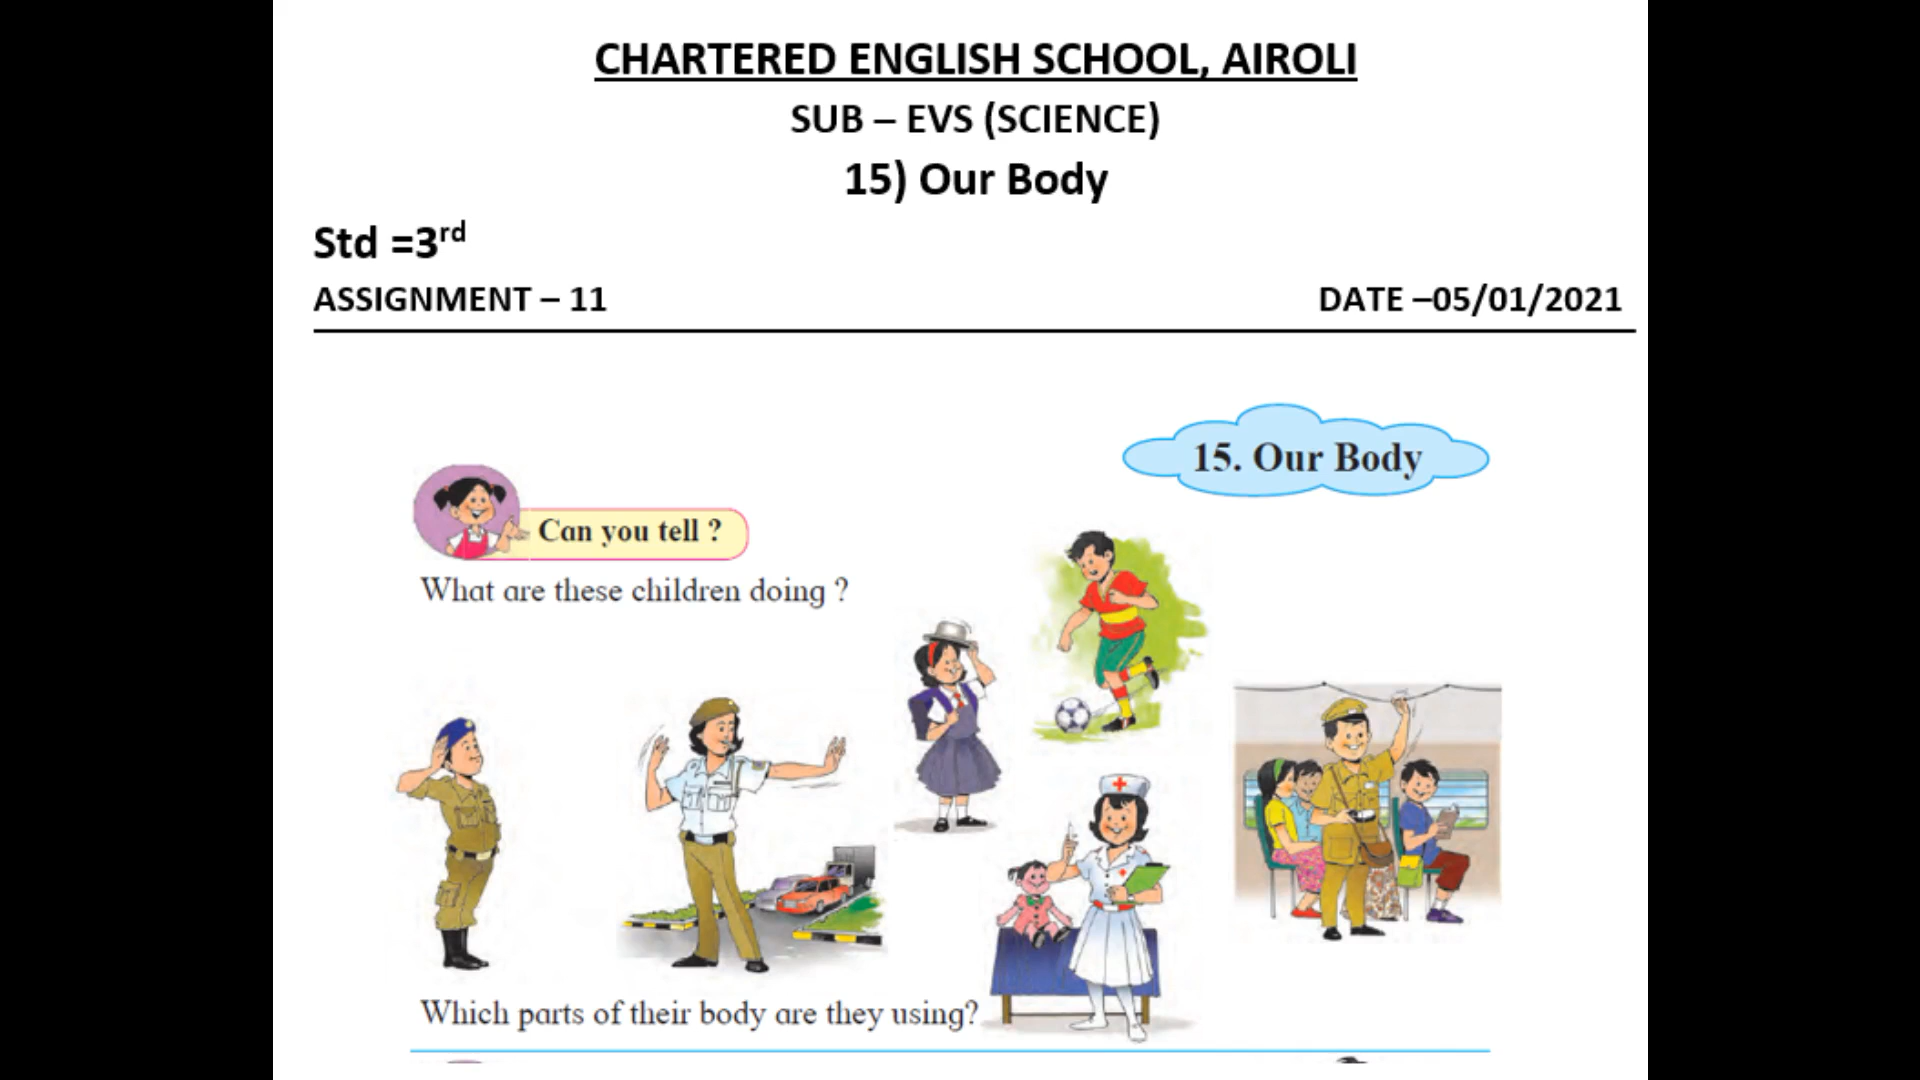 CHARTERED ENGLISH SCHOOL, AIROLI
SUB – EVS (SCIENCE)
15) Our Body
Std =3rd
ASSIGNMENT – 11 DATE –05/01/2021
15. Our Body
Can you tell ?
What are these children doing ?
Which parts of their body are they using?